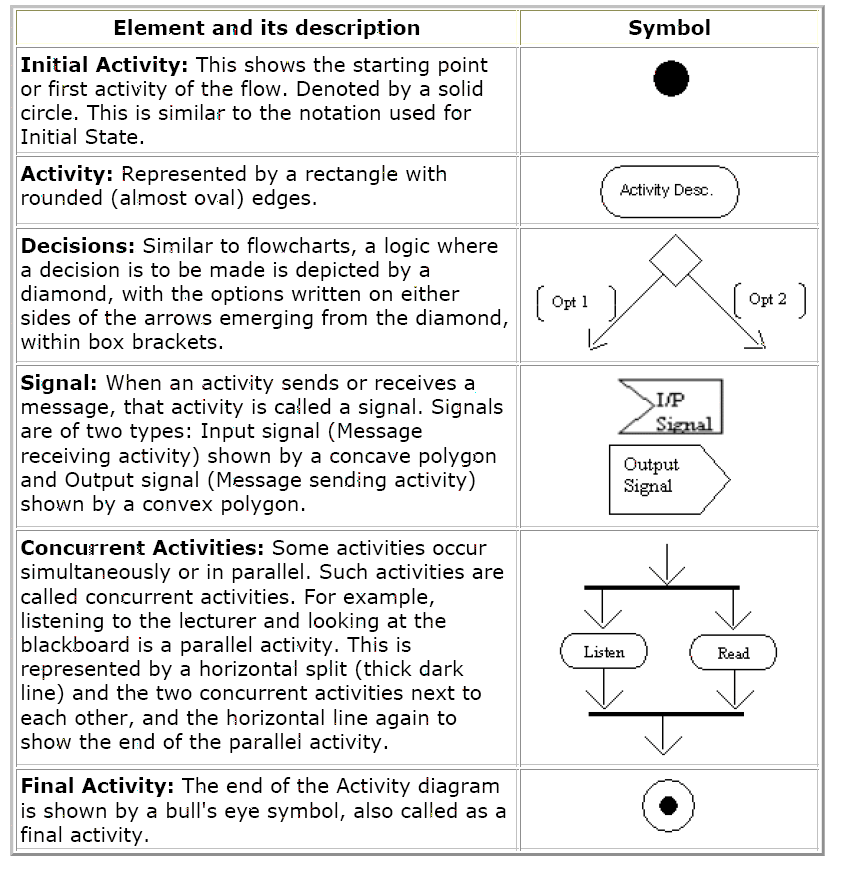 Element and its description
Symbol
Initial Activity: This shows the starting point
or first activity of the flow. Denoted by a solid
circle. This is similar to the notation used for
Initial State.
Activity: Represented by a rectangle with
rounded (almost oval) edges.
Activity Desc.
Decisions: Similar to flowcharts, a logic where
a decision is to be made is depicted by a
diamond, with the options written on either
sides of the arrows emerging from the diamond,
within box brackets.
[ Opt 1 ]
[ Opt 2 ]
Signal: When an activity sends or receives a
message, that activity is called a signal. Signals
are of two types: Input signal (Message
receiving activity) shown by a concave polygon
and Output signal (Message sending activity)
shown by a convex polygon.
I/P
Signal
Output
Signal
Concurrent Activities: Some activities occur
simultaneously or in parallel. Such activities are
called concurrent activities. For example,
listening to the lecturer and looking at the
blackboard is a parallel activity. This is
represented by a horizontal split (thick dark
line) and the two concurrent activities next to
each other, and the horizontal line again to
show the end of the parallel activity.
Listen
Read
Final Activity: The end of the Activity diagram
is shown by a bull's eye symbol, also called as a
final activity.